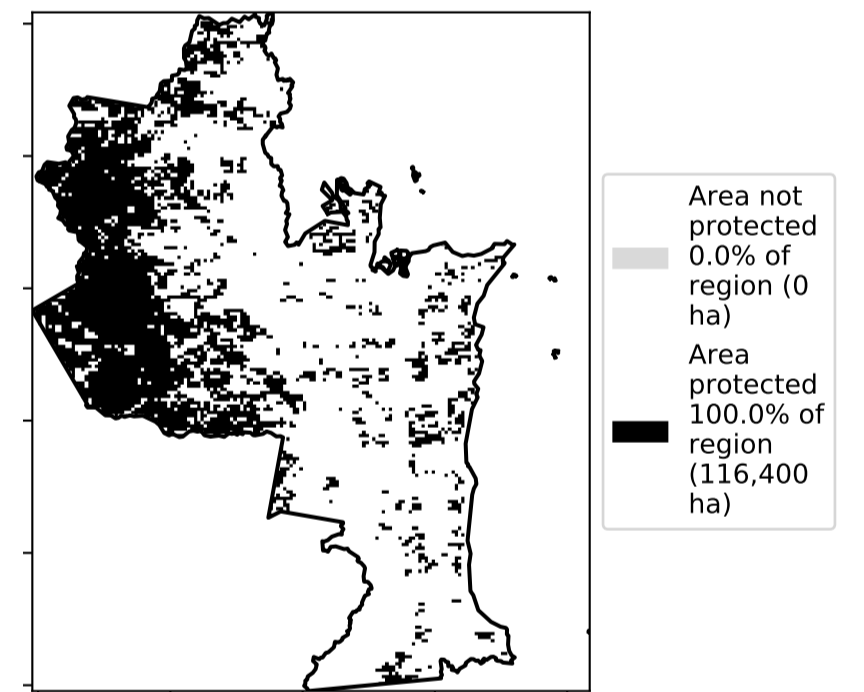 Area not
protected
0.0% of
region (0
ha)
Area
protected
100.0% of
region
(116,400
ha)